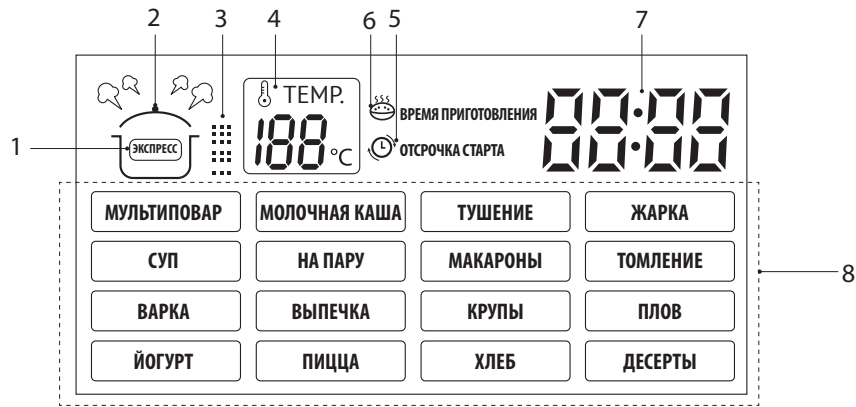 1 2 3 4 6 5 7
ЭКСПРЕСС
TEMP.
188 °C
ВРЕМЯ ПРИГОТОВЛЕНИЯ
ОТСРОЧКА СТАРТА
88:88
МУЛЬТИПОВАР МОЛОЧНАЯ КАША ТУШЕНИЕ ЖАРКА
СУП НА ПАРУ МАКАРОНЫ ТОМЛЕНИЕ
8
ВАРКА ВЫПЕЧКА КРУПЫ ПЛОВ
ЙОГУРТ ПИЦЦА ХЛЕБ ДЕСЕРТЫ